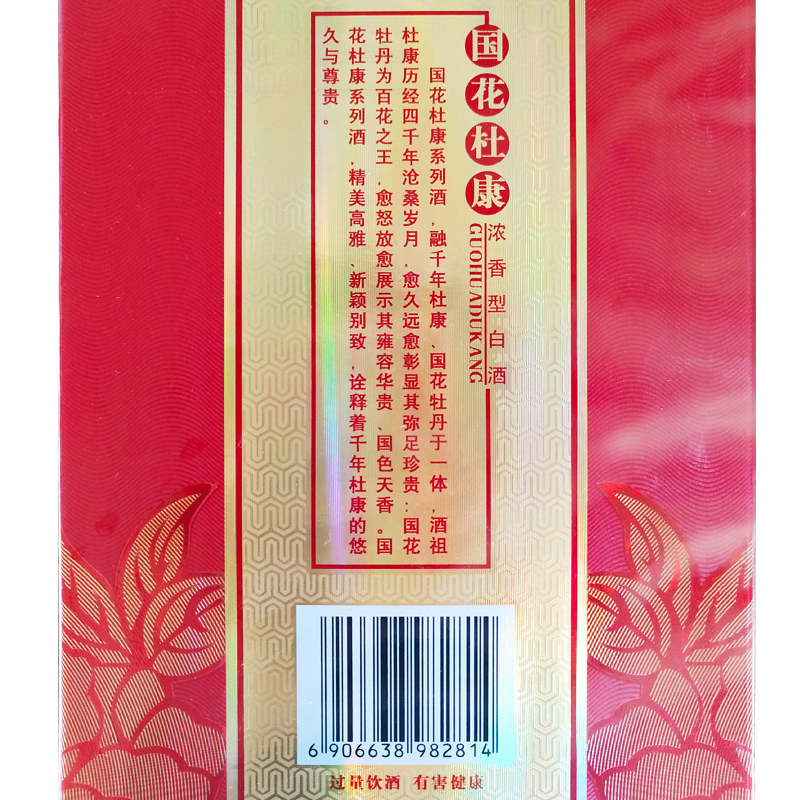 国花杜康
浓香型白酒
GUOHUADUKANG
国花杜康系列酒，融千年杜康、国花牡丹于一体，酒祖
杜康历经四千年沧桑岁月，愈久远愈彰显其弥足珍贵；国花
牡丹为百花之王，愈怒放愈展示其雍容华贵、国色天香。国
花杜康系列酒，精美高雅、新颖别致，诠释着千年杜康的悠
久与尊贵。
6 906638 982814
过量饮酒 有害健康